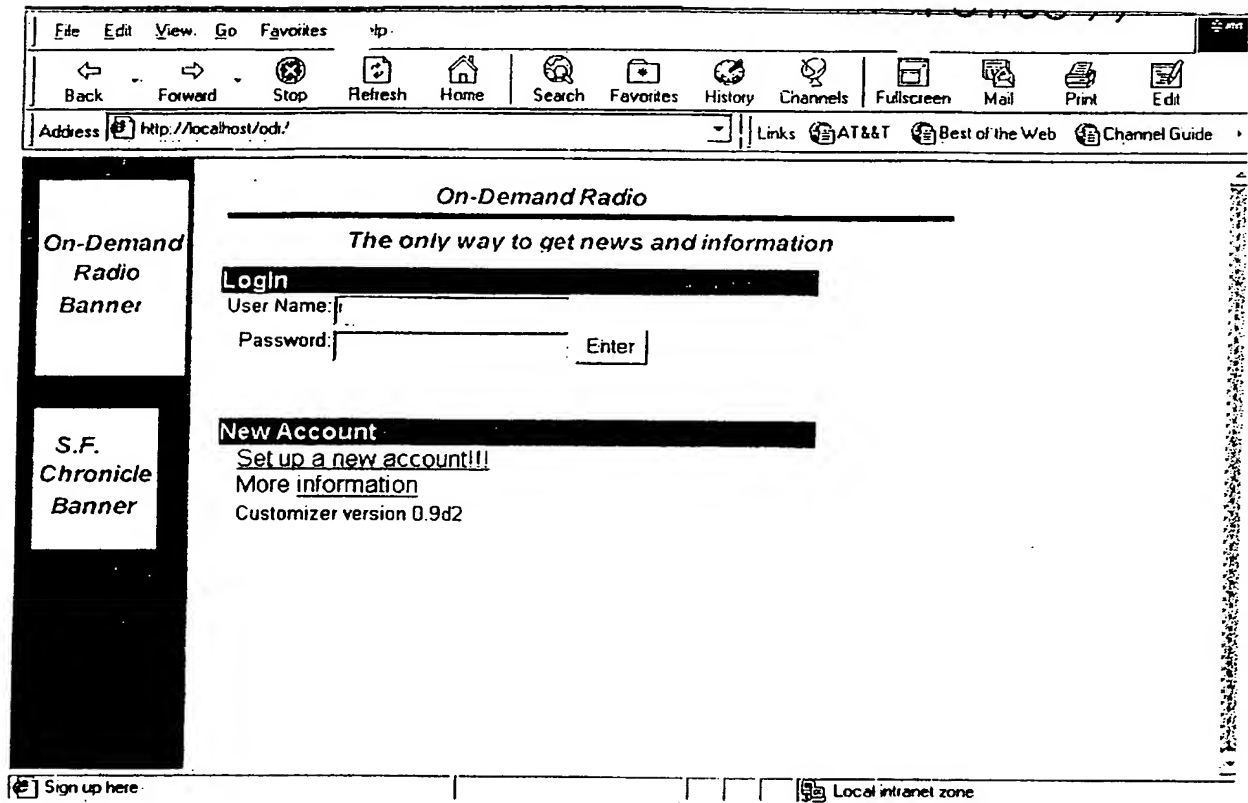 File Edit View. Go Favorites
Back Forward Stop Refresh Home Search Favorites History Channels Fullscreen Mail Print Edit
Address http://localhost/odr/ Links AT&T Best of the Web Channel Guide
On-Demand Radio
The only way to get news and information
On-Demand
Radio
Banner
LogIn
User Name:
Password: Enter
New Account
Set up a new account!!!
More information
Customizer version 0.9d2
S.F.
Chronicle
Banner
Sign up here Local intranet zone